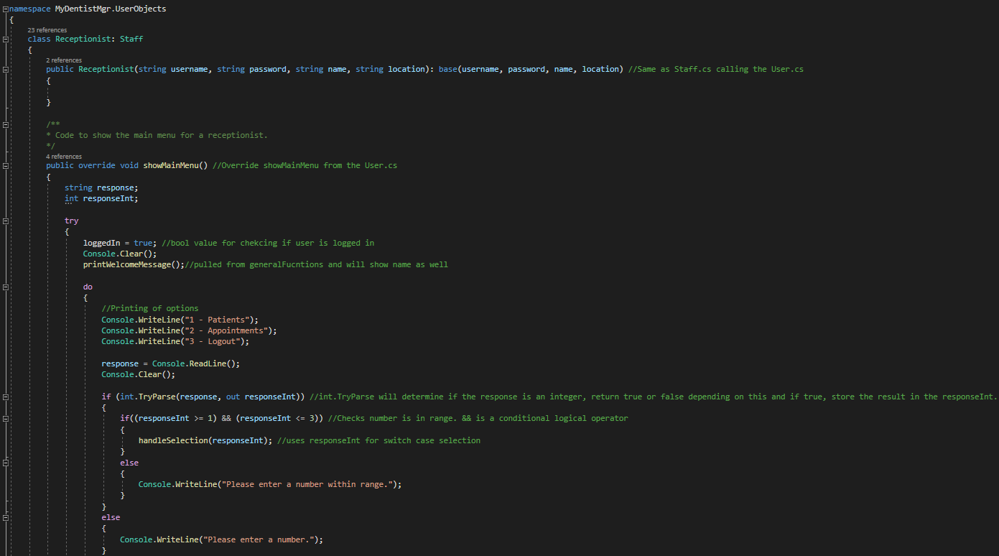 namespace MyDentistMgr.UserObjects
{
23 references
class Receptionist: Staff
{
2 references
public Receptionist(string username, string password, string name, string location): base(username, password, name, location) //Same as Staff.cs calling the User.cs
{
}
/**
* Code to show the main menu for a receptionist.
*/
4 references
public override void showMainMenu() //Override showMainMenu from the User.cs
{
string response;
int responseInt;
try
{
loggedIn = true; //bool value for chekcing if user is logged in
Console.Clear();
printWelcomeMessage();//pulled from generalFucntions and will show name as well
do
{
//Printing of options
Console.WriteLine("1 - Patients");
Console.WriteLine("2 - Appointments");
Console.WriteLine("3 - Logout");
response = Console.ReadLine();
Console.Clear();
if (int.TryParse(response, out responseInt)) //int.TryParse will determine if the response is an integer, return true or false depending on this and if true, store the result in the responseInt.
{
if((responseInt >= 1) && (responseInt <= 3)) //Checks number is in range. && is a conditional logical operator
{
handleSelection(responseInt); //uses responseInt for switch case selection
}
else
{
Console.WriteLine("Please enter a number within range.");
}
}
else
{
Console.WriteLine("Please enter a number.");
}